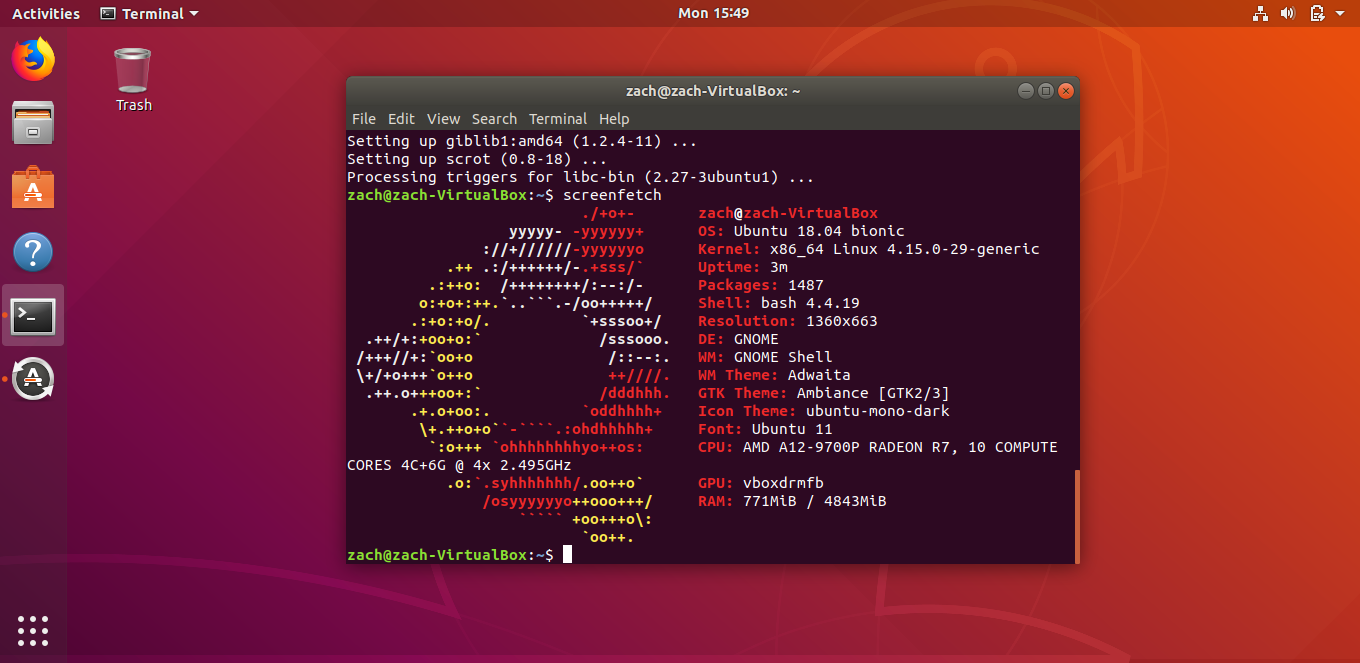 Activities Terminal Mon 15:49
Trash
zach@zach-VirtualBox: ~
File Edit View Search Terminal Help
Setting up giblib1:amd64 (1.2.4-11) ...
Setting up scrot (0.8-18) ...
Processing triggers for libc-bin (2.27-3ubuntu1) ...
zach@zach-VirtualBox:~$ screenfetch
                          ./+o+-       zach@zach-VirtualBox
                  yyyyy- -yyyyyy+      OS: Ubuntu 18.04 bionic
               ://+//////-yyyyyyo      Kernel: x86_64 Linux 4.15.0-29-generic
           .++ .:/++++++/-.+sss/`      Uptime: 3m
         .:++o:  /++++++++/:--:/-      Packages: 1487
        o:+o+:++.`..```.-/oo+++++/     Shell: bash 4.4.19
       .:+o:+o/.          `+sssoo+/    Resolution: 1360x663
  .++/+:+oo+o:`             /sssooo.   DE: GNOME
 /+++//+:`oo+o               /::--:.   WM: GNOME Shell
 \+/+o+++`o++o               ++////.   WM Theme: Adwaita
  .++.o+++oo+:`             /dddhhh.   GTK Theme: Ambiance [GTK2/3]
       .+.o+oo:.          `oddhhhh+    Icon Theme: ubuntu-mono-dark
        \+.++o+o``-````.:ohdhhhhh+     Font: Ubuntu 11
         `:o+++ `ohhhhhhhhyo++os:      CPU: AMD A12-9700P RADEON R7, 10 COMPUTE
CORES 4C+6G @ 4x 2.495GHz
           .o:`.syhhhhhhh/.oo++o`      GPU: vboxdrmfb
               /osyyyyyyo++ooo+++/     RAM: 771MiB / 4843MiB
                   ````` +oo+++o\:
                          `oo++.
zach@zach-VirtualBox:~$